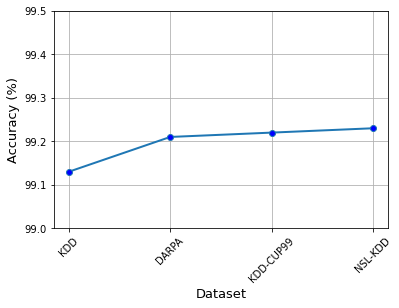 99.5
99.4
99.3
99.2
99.1
99.0
Accuracy (%)
KDD
DARPA
KDD-CUP99
NSL-KDD
Dataset